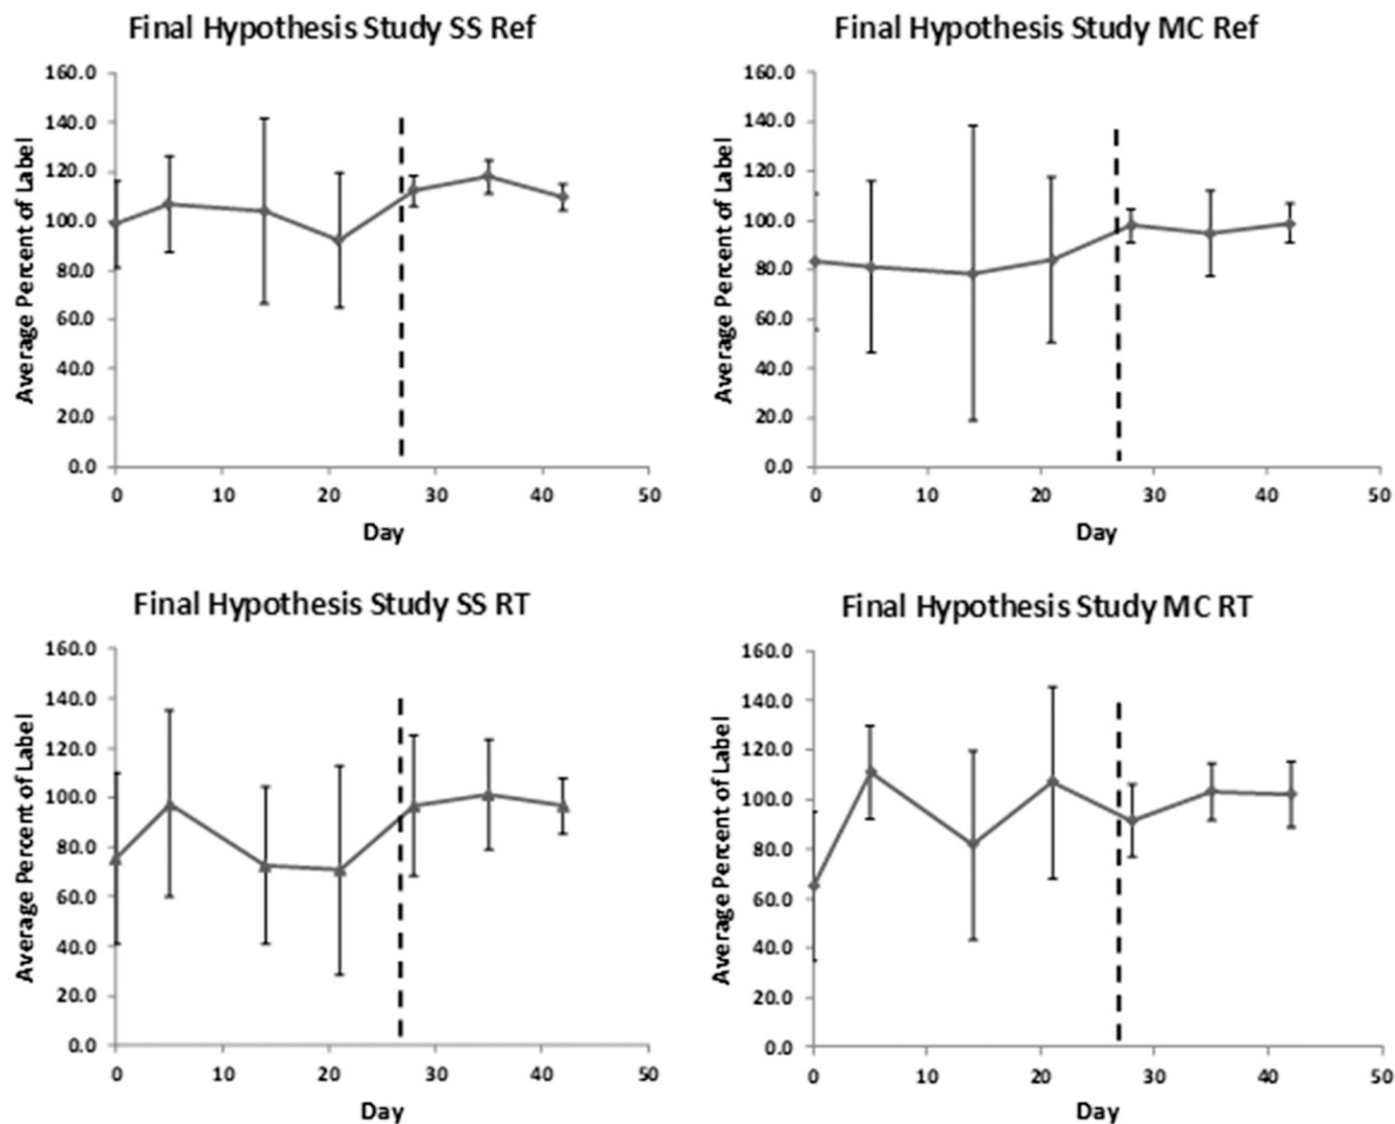 Final Hypothesis Study SS Ref
160.0
140.0
120.0
100.0
80.0
60.0
40.0
20.0
0.0
Average Percent of Label
0 10 20 30 40 50
Day
Final Hypothesis Study MC Ref
160.0
140.0
120.0
100.0
80.0
60.0
40.0
20.0
0.0
Average Percent of Label
0 10 20 30 40 50
Day
Final Hypothesis Study SS RT
160.0
140.0
120.0
100.0
80.0
60.0
40.0
20.0
0.0
Average Percent of Label
0 10 20 30 40 50
Day
Final Hypothesis Study MC RT
160.0
140.0
120.0
100.0
80.0
60.0
40.0
20.0
0.0
Average Percent of Label
0 10 20 30 40 50
Day